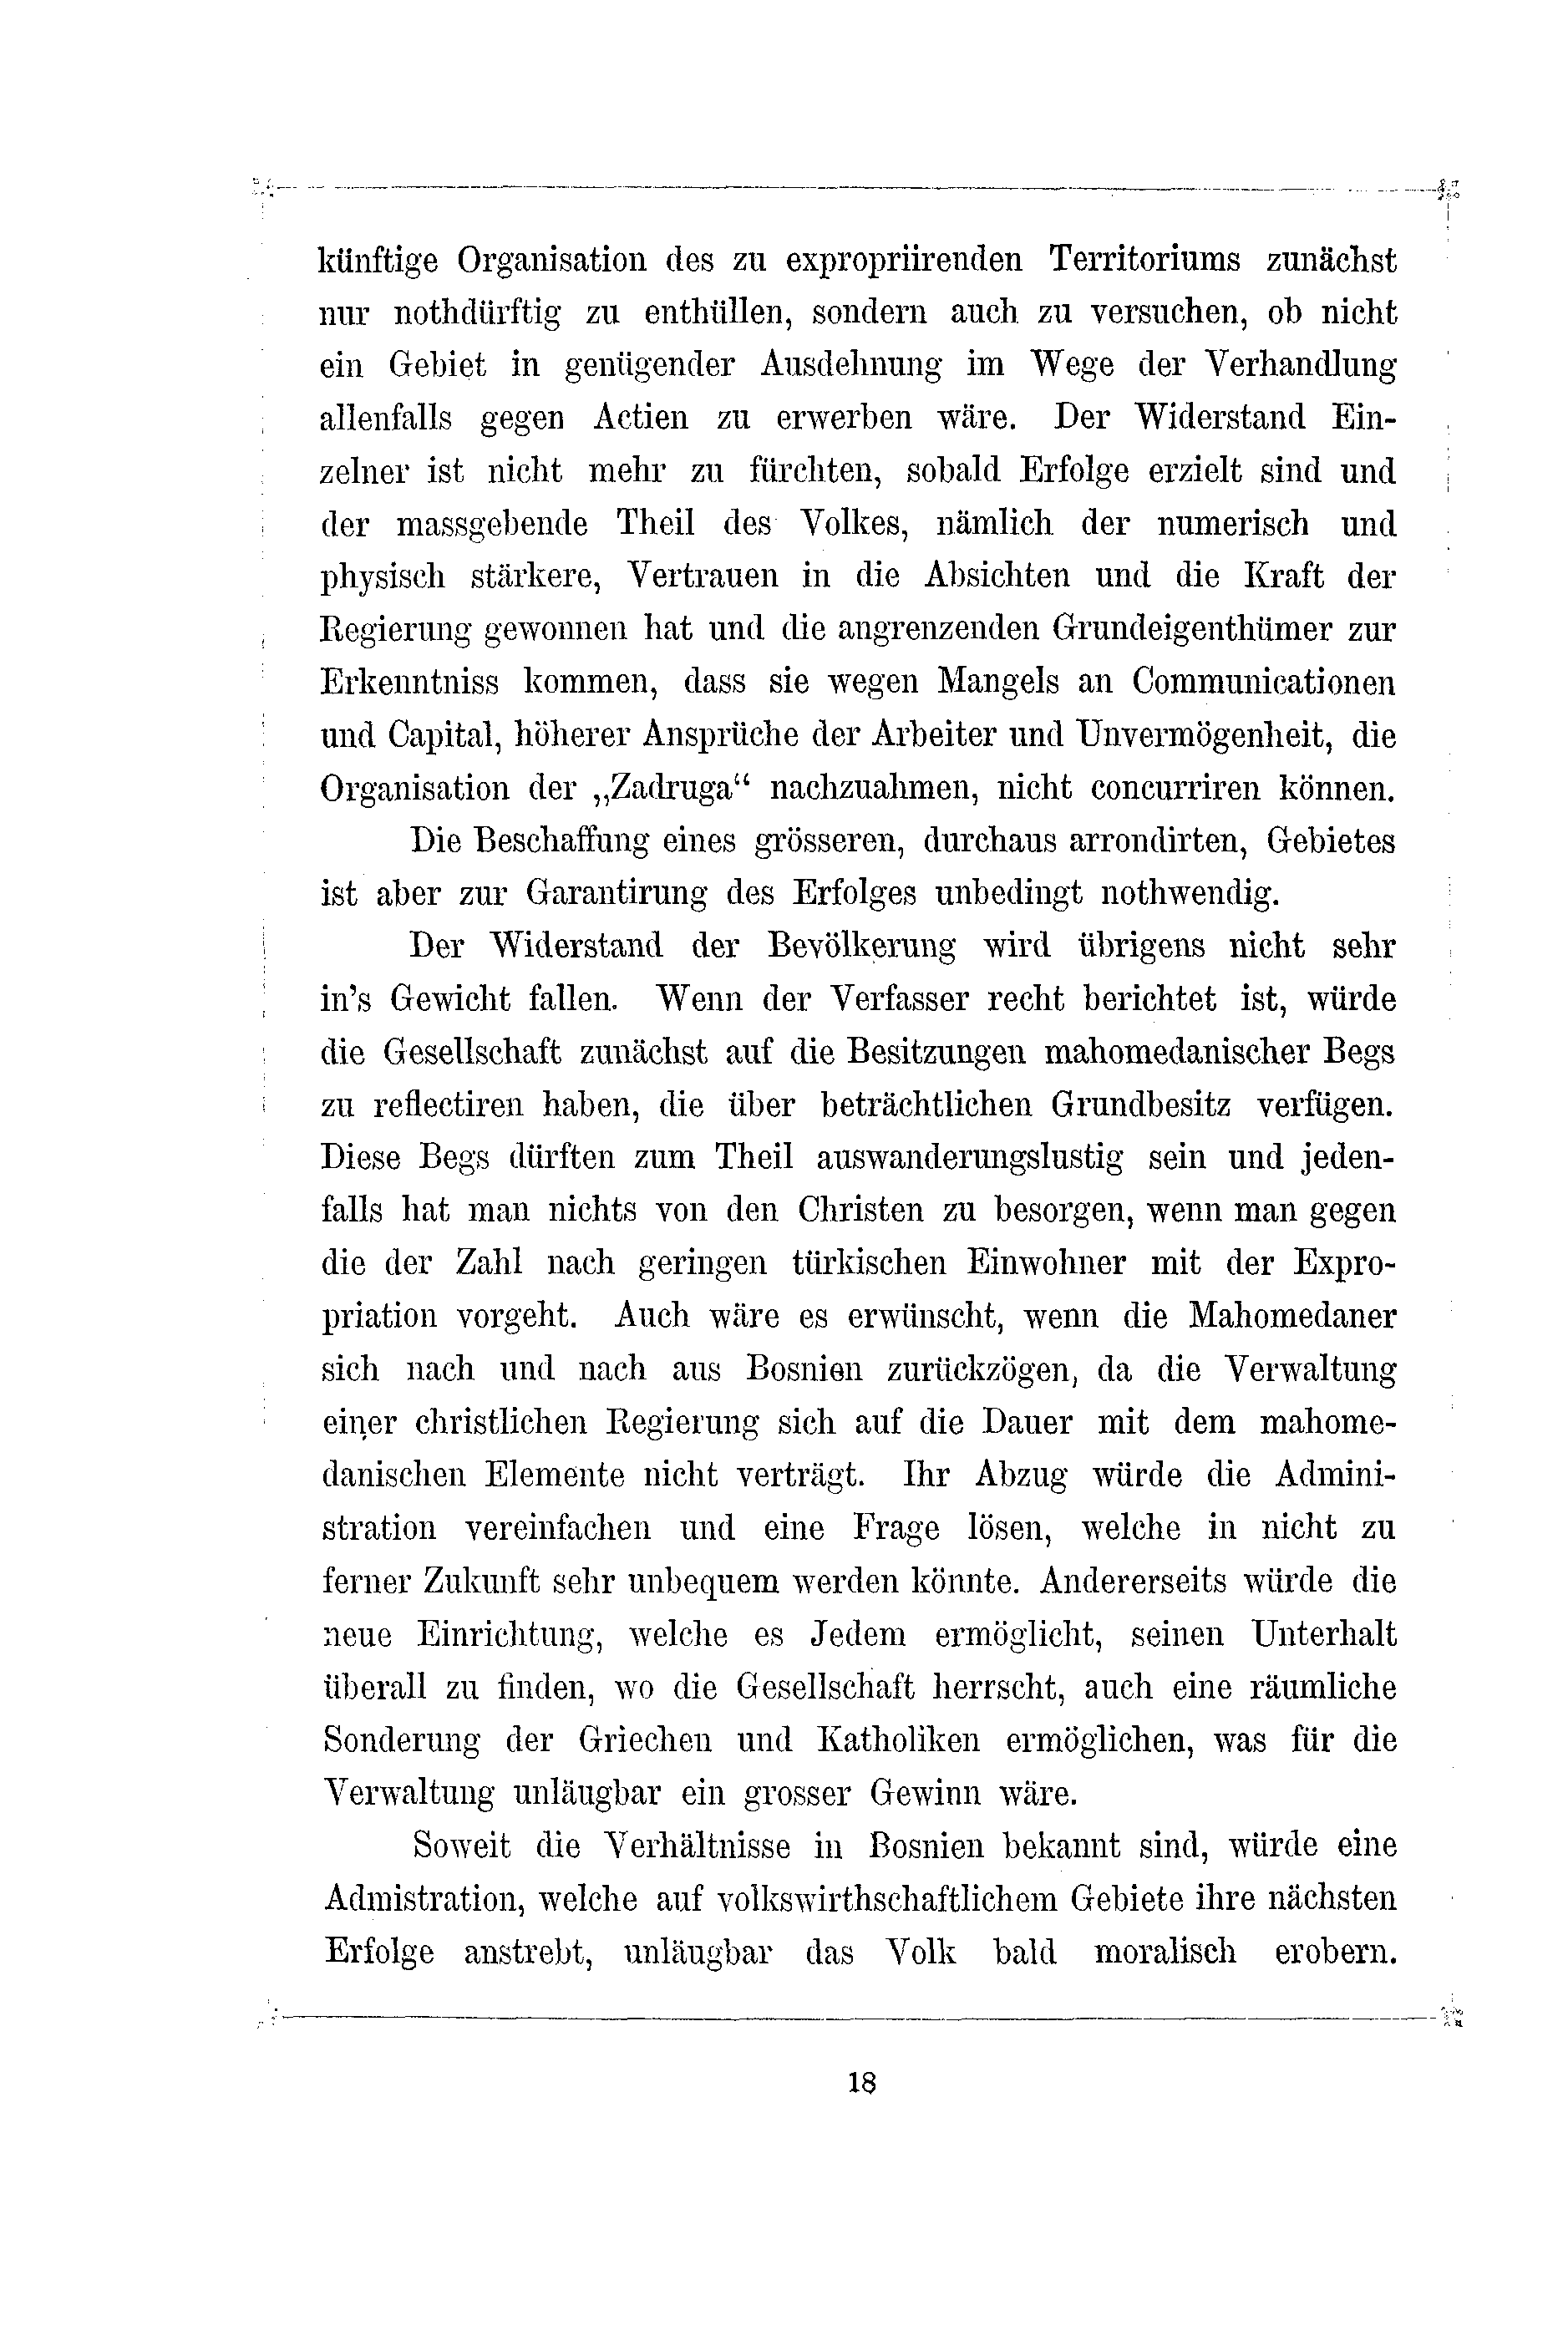 künftige Organisation des zu expropriirenden Territoriums zunächst
nur nothdürftig zu enthüllen, sondern auch zu versuchen, ob nicht
ein Gebiet in genügender Ausdehnung im Wege der Verhandlung
allenfalls gegen Actien zu erwerben wäre. Der Widerstand Ein-
zelner ist nicht mehr zu fürchten, sobald Erfolge erzielt sind und
der massgebende Theil des Volkes, nämlich der numerisch und
physisch stärkere, Vertrauen in die Absichten und die Kraft der
Regierung gewonnen hat und die angrenzenden Grundeigenthümer zur
Erkenntniss kommen, dass sie wegen Mangels an Communicationen
und Capital, höherer Ansprüche der Arbeiter und Unvermögenheit, die
Organisation der „Zadruga“ nachzuahmen, nicht concurriren können.
Die Beschaffung eines grösseren, durchaus arrondirten, Gebietes
ist aber zur Garantirung des Erfolges unbedingt nothwendig.
Der Widerstand der Bevölkerung wird übrigens nicht sehr
in's Gewicht fallen. Wenn der Verfasser recht berichtet ist, würde
die Gesellschaft zunächst auf die Besitzungen mahomedanischer Begs
zu reflectiren haben, die über beträchtlichen Grundbesitz verfügen.
Diese Begs dürften zum Theil auswanderungslustig sein und jeden-
falls hat man nichts von den Christen zu besorgen, wenn man gegen
die der Zahl nach geringen türkischen Einwohner mit der Expro-
priation vorgeht. Auch wäre es erwünscht, wenn die Mahomedaner
sich nach und nach aus Bosnien zurückzögen, da die Verwaltung
einer christlichen Regierung sich auf die Dauer mit dem mahome-
danischen Elemente nicht verträgt. Ihr Abzug würde die Admini-
stration vereinfachen und eine Frage lösen, welche in nicht zu
ferner Zukunft sehr unbequem werden könnte. Andererseits würde die
neue Einrichtung, welche es Jedem ermöglicht, seinen Unterhalt
überall zu finden, wo die Gesellschaft herrscht, auch eine räumliche
Sonderung der Griechen und Katholiken ermöglichen, was für die
Verwaltung unläugbar ein grosser Gewinn wäre.
Soweit die Verhältnisse in Bosnien bekannt sind, würde eine
Admistration, welche auf volkswirthschaftlichem Gebiete ihre nächsten
Erfolge anstrebt, unläugbar das Volk bald moralisch erobern.
18